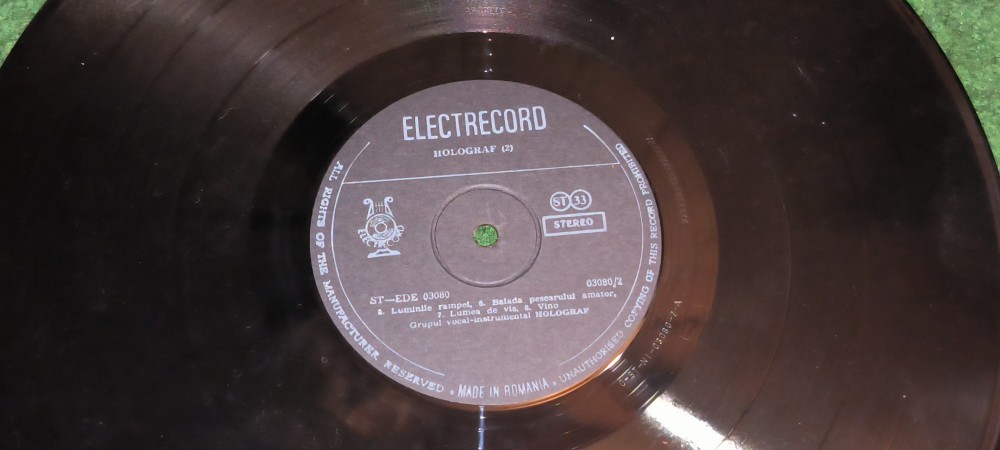 ELECTRECORD
HOLOGRAF (2)
ST 33
STEREO
ELECTRECORD
ST—EDE 03080
03080/2
5. Luminile rampei, 6. Balada pescarului amator,
7. Lumea de vis, 8. Vino
Grupul vocal-instrumental HOLOGRAF
ALL RIGHTS OF THE MANUFACTURER RESERVED • MADE IN ROMANIA • UNAUTHORISED COPYING OF THIS RECORD PROHIBITED